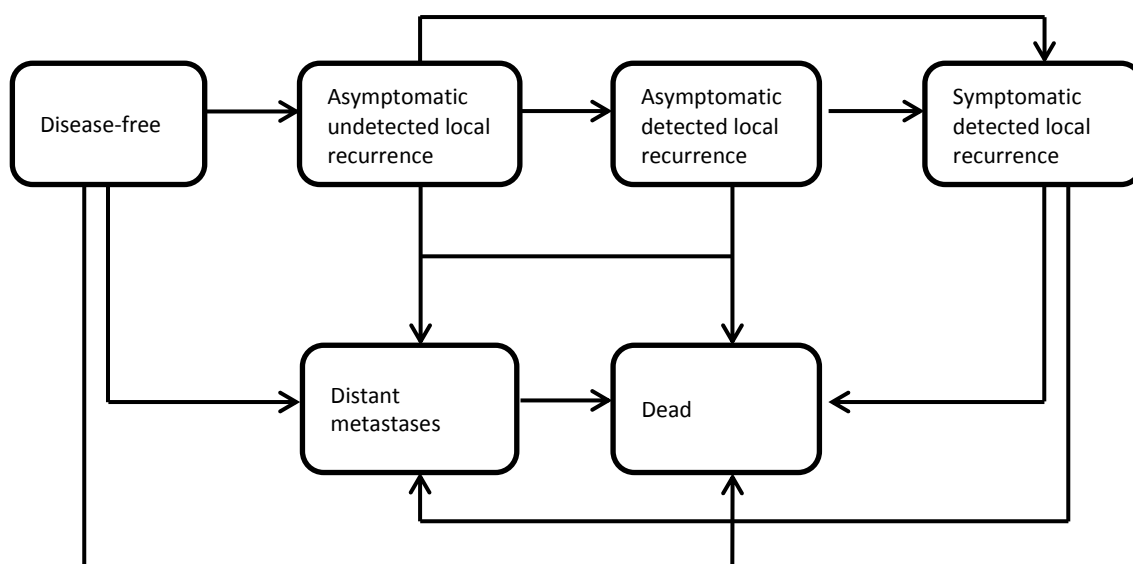 Disease-free
Asymptomatic
undetected local
recurrence
Asymptomatic
detected local
recurrence
Symptomatic
detected local
recurrence
Distant
metastases
Dead